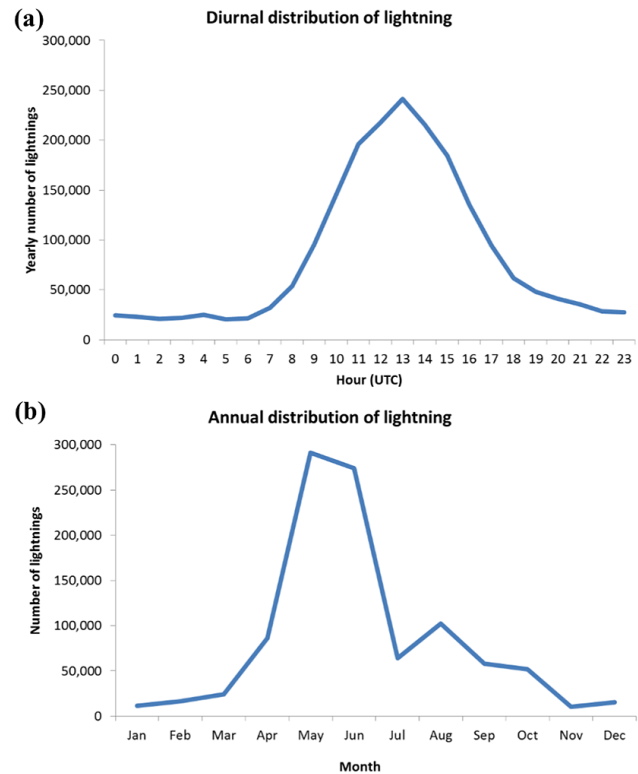 (a)
Diurnal distribution of lightning
300,000
250,000
200,000
150,000
100,000
50,000
0
Yearly number of lightnings
0 1 2 3 4 5 6 7 8 9 10 11 12 13 14 15 16 17 18 19 20 21 22 23
Hour (UTC)
(b)
Annual distribution of lightning
300,000
250,000
200,000
150,000
100,000
50,000
0
Number of lightnings
Jan Feb Mar Apr May Jun Jul Aug Sep Oct Nov Dec
Month